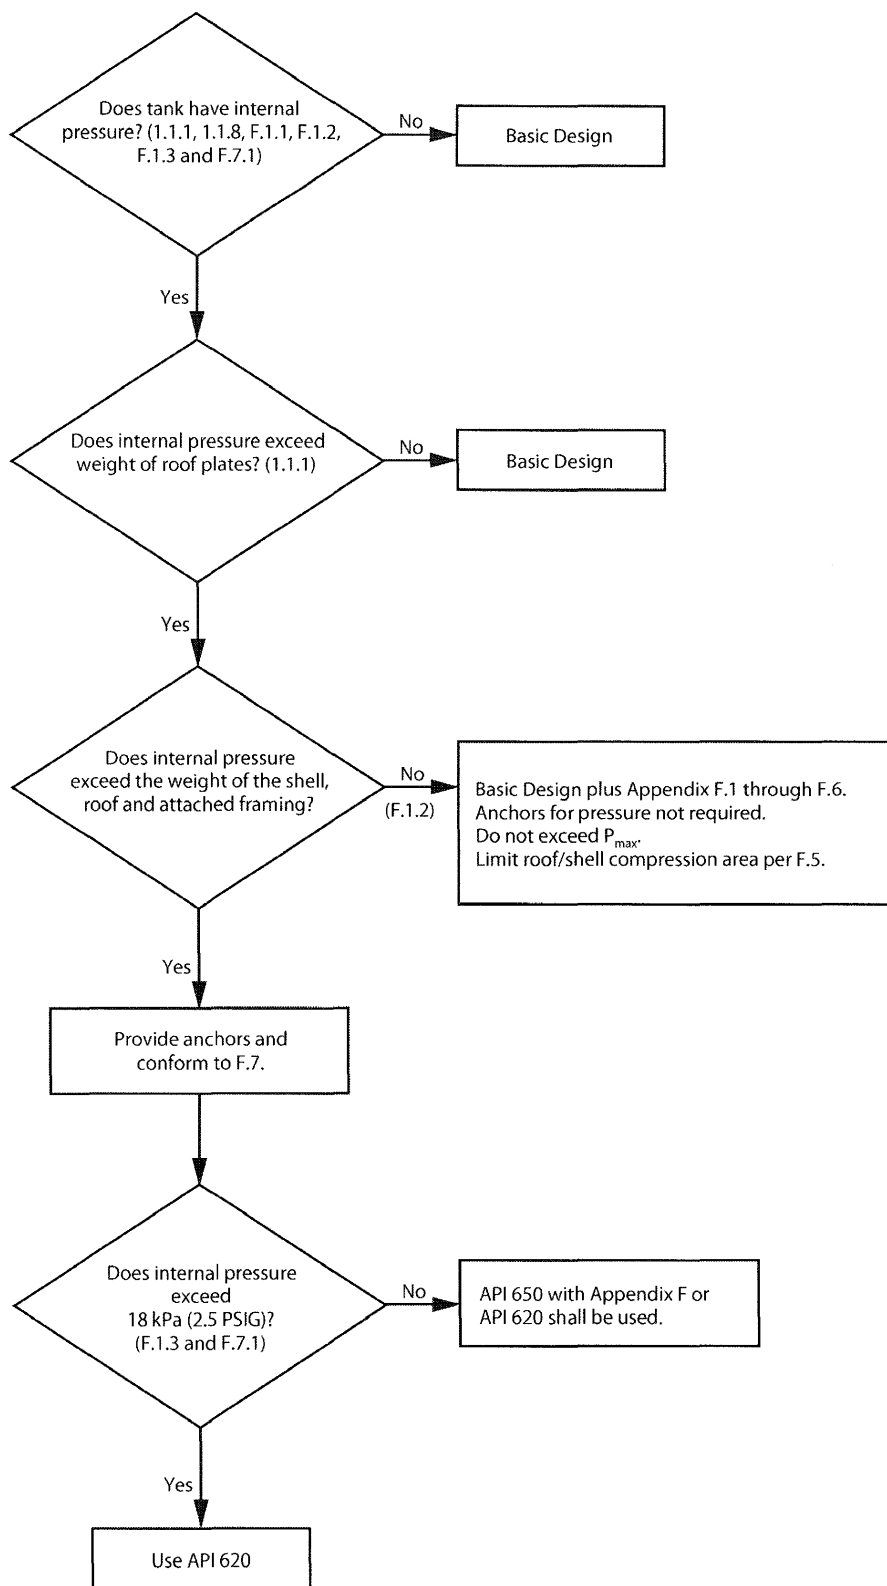 Does tank have internal
pressure? (1.1.1, 1.1.8, F.1.1, F.1.2,
F.1.3 and F.7.1)
No
Basic Design
Yes
Does internal pressure exceed
weight of roof plates? (1.1.1)
No
Basic Design
Yes
Does internal pressure
exceed the weight of the shell,
roof and attached framing?
No
(F.1.2)
Basic Design plus Appendix F.1 through F.6.
Anchors for pressure not required.
Do not exceed Pmax.
Limit roof/shell compression area per F.5.
Yes
Provide anchors and
conform to F.7.
Does internal pressure
exceed
18 kPa (2.5 PSIG)?
(F.1.3 and F.7.1)
No
API 650 with Appendix F or
API 620 shall be used.
Yes
Use API 620